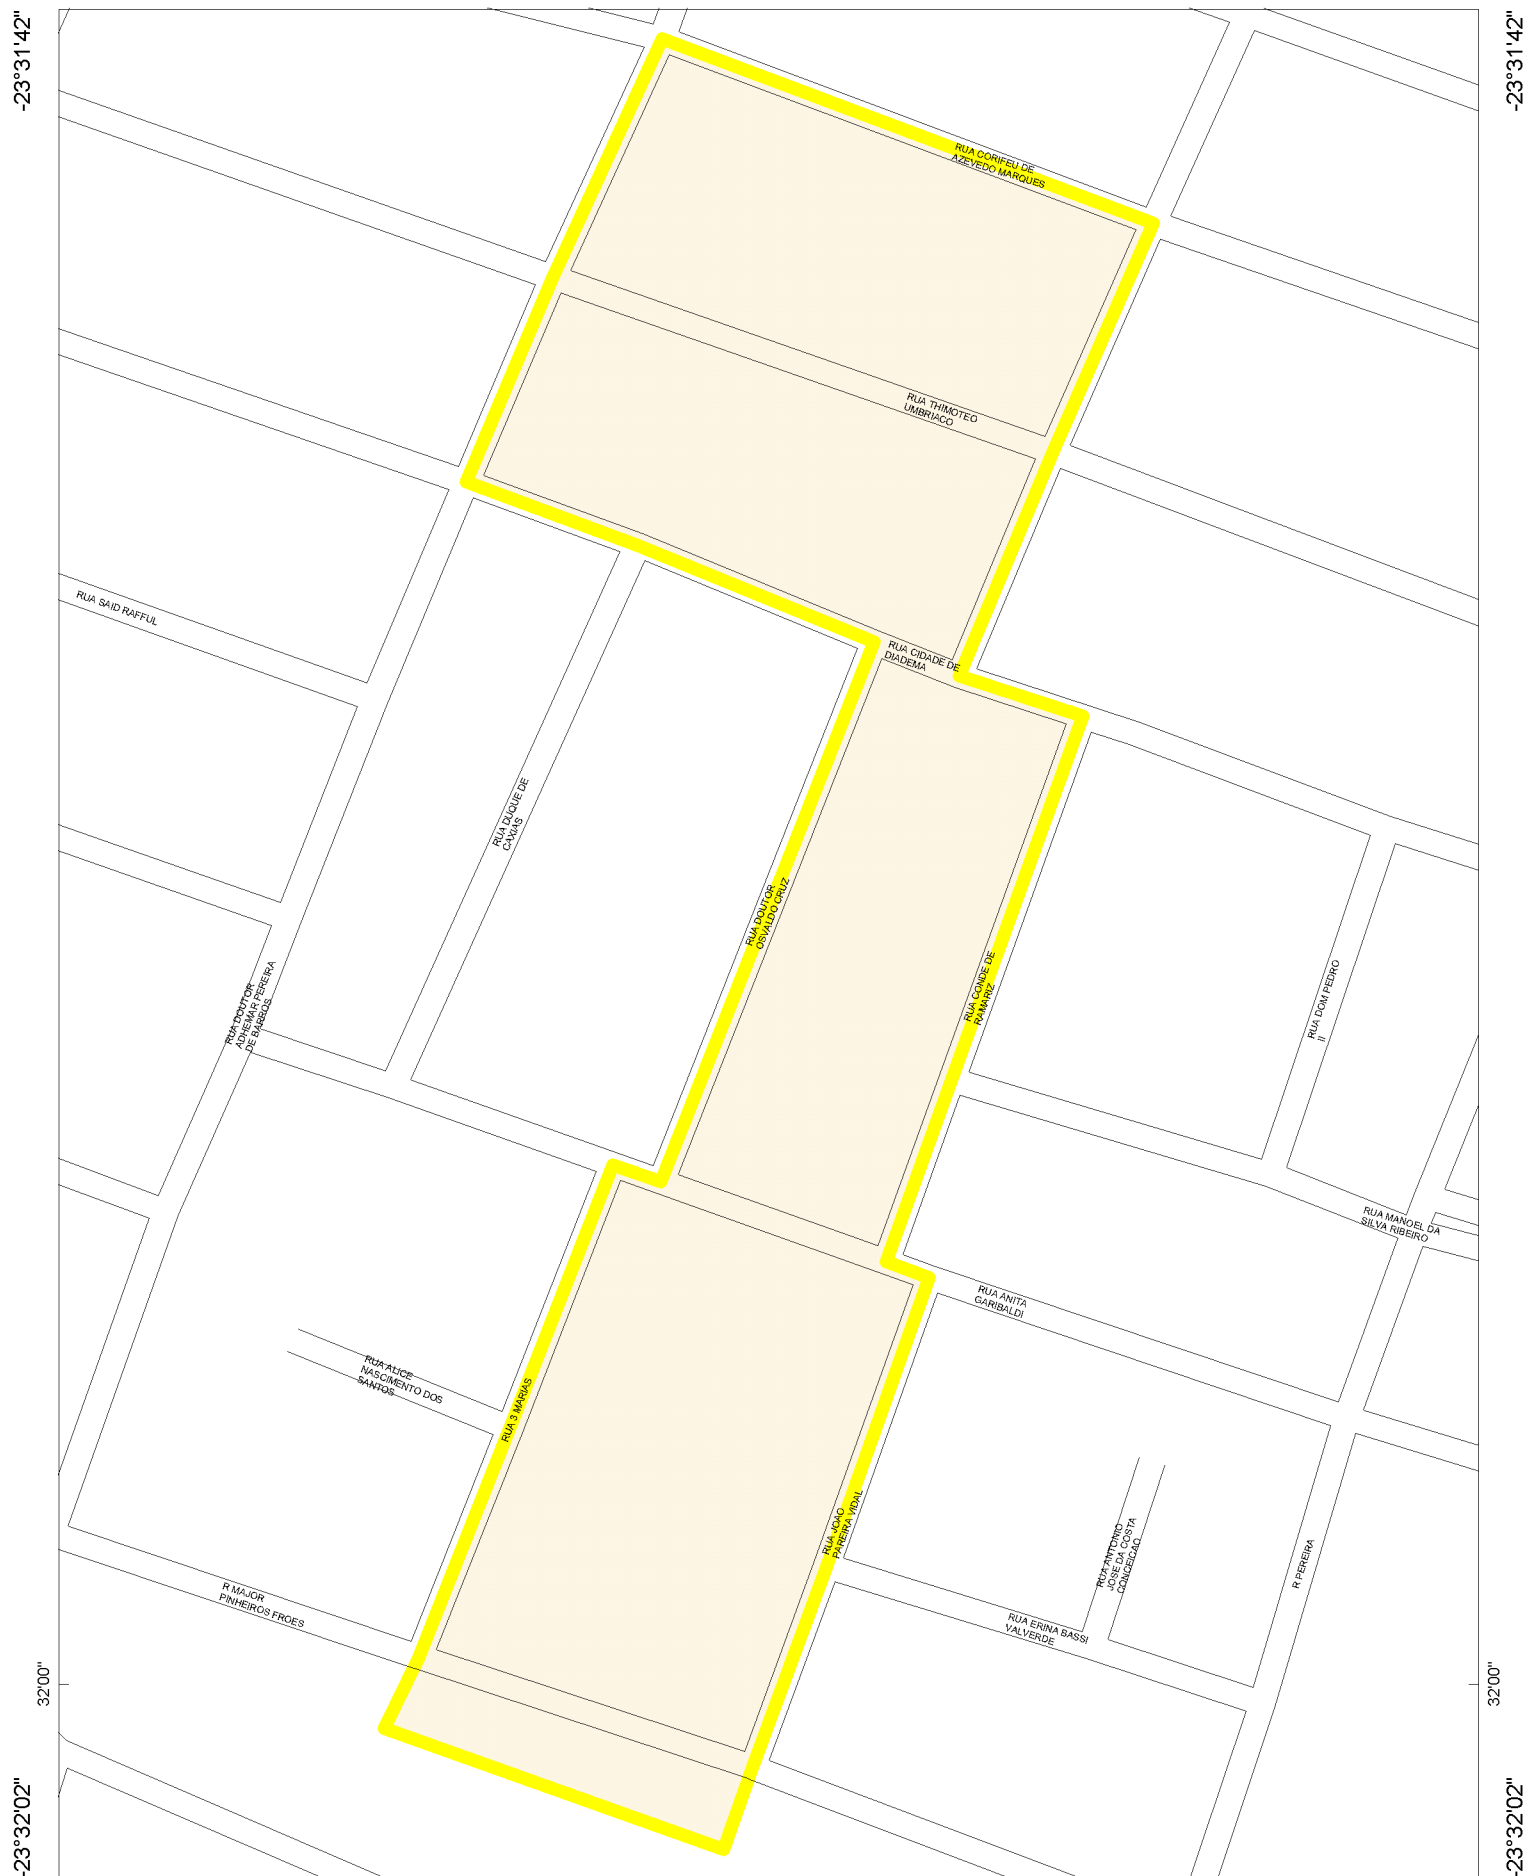 -23°31'42"
-23°31'42"
RUA CORIFEU DE
AZEVEDO MARQUES
RUA THIMOTEO
UMBRIACO
RUA SAID RAFFUL
RUA CIDADE DE
DIADEMA
RUA DUQUE DE
CAXIAS
RUA DOUTOR
OSVALDO CRUZ
RUA CONDE DE
RAMARIZ
RUA DOM PEDRO
II
RUA DOUTOR
ADHEMAR PEREIRA
DE BARROS
RUA MANOEL DA
SILVA RIBEIRO
RUA ANITA
GARIBALDI
RUA ALICE
NASCIMENTO DOS
SANTOS
RUA 3 MARIAS
RUA JOAO
PAREIRA VIDAL
RUA ANTONIO
JOSE DA COSTA
CONCEICAO
R PEREIRA
R MAJOR
PINHEIROS FROES
RUA ERINA BASSI
VALVERDE
32'00"
32'00"
-23°32'02"
-23°32'02"